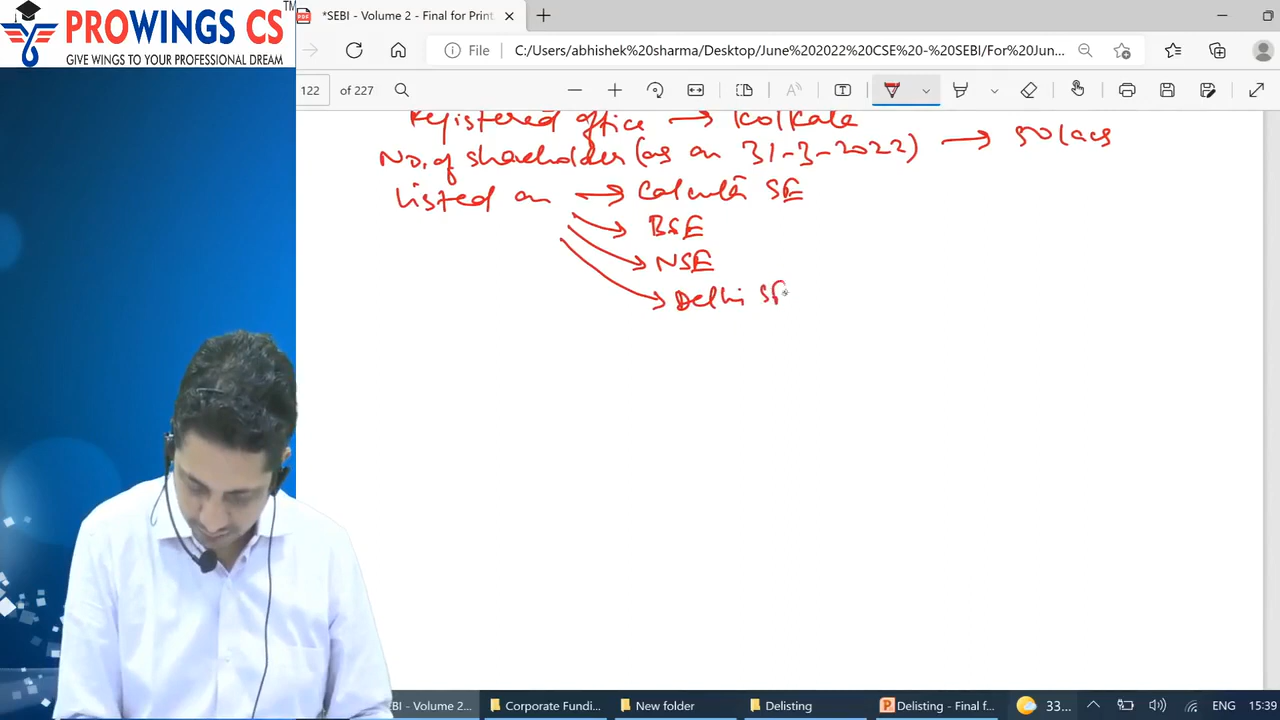 PROWINGS CS TM
GIVE WINGS TO YOUR PROFESSIONAL DREAM
*SEBI - Volume 2 - Final for Print
File C:/Users/abhishek%20sharma/Desktop/June%202022%20CSE%20-%20SEBI/For%20Jun...
122 of 227
Registered office → Kolkata
No. of shareholder (as on 31-3-2022) → 50 lacs
Listed on → Calcutta SE
→ BSE
→ NSE
→ Delhi SE
BI - Volume 2...
Corporate Fundi...
New folder
Delisting
Delisting - Final f...
33...
ENG
15:39